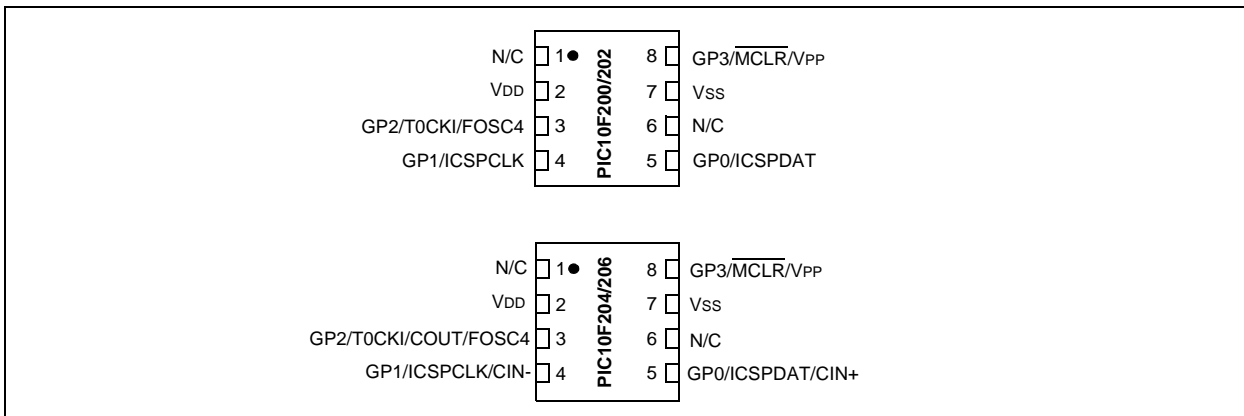 N/C 1 8 GP3/MCLR/VPP
VDD 2 7 VSS
GP2/T0CKI/FOSC4 3 6 N/C
GP1/ICSPCLK 4 5 GP0/ICSPDAT
PIC10F200/202
N/C 1 8 GP3/MCLR/VPP
VDD 2 7 VSS
GP2/T0CKI/COUT/FOSC4 3 6 N/C
GP1/ICSPCLK/CIN- 4 5 GP0/ICSPDAT/CIN+
PIC10F204/206